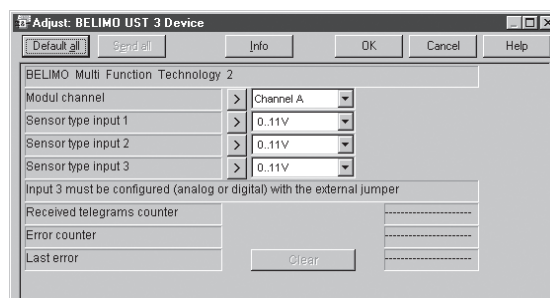 Adjust: BELIMO UST 3 Device
Default all Send all Info OK Cancel Help
BELIMO Multi Function Technology 2
Modul channel > Channel A
Sensor type input 1 > 0..11V
Sensor type input 2 > 0..11V
Sensor type input 3 > 0..11V
Input 3 must be configured (analog or digital) with the external jumper
Received telegrams counter ----------------------
Error counter ----------------------
Last error Clear ----------------------